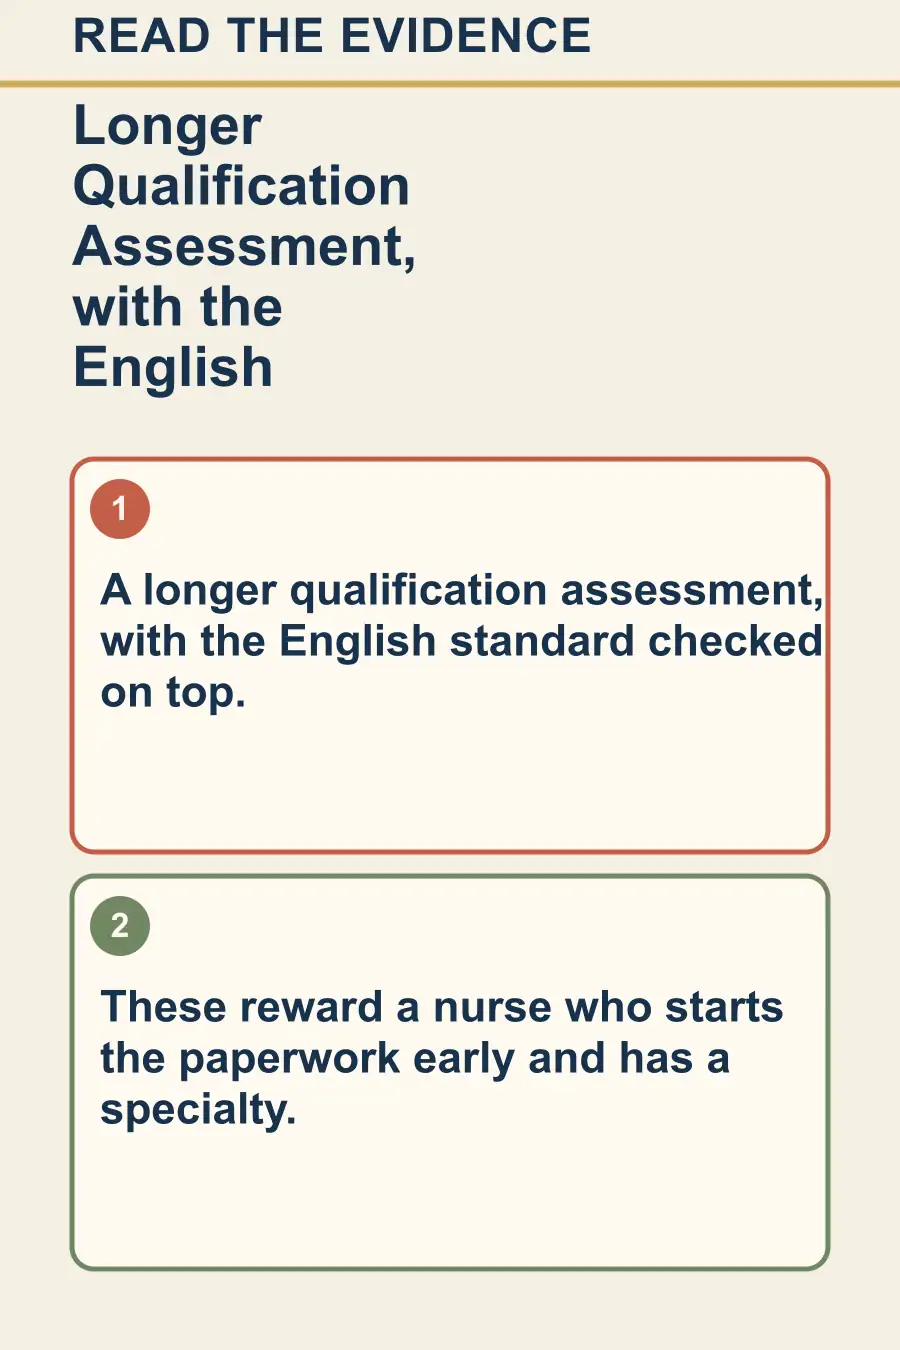 READ THE EVIDENCE
Longer
Qualification
Assessment,
with the
English
1
A longer qualification assessment,
with the English standard checked
on top.
2
These reward a nurse who starts
the paperwork early and has a
specialty.